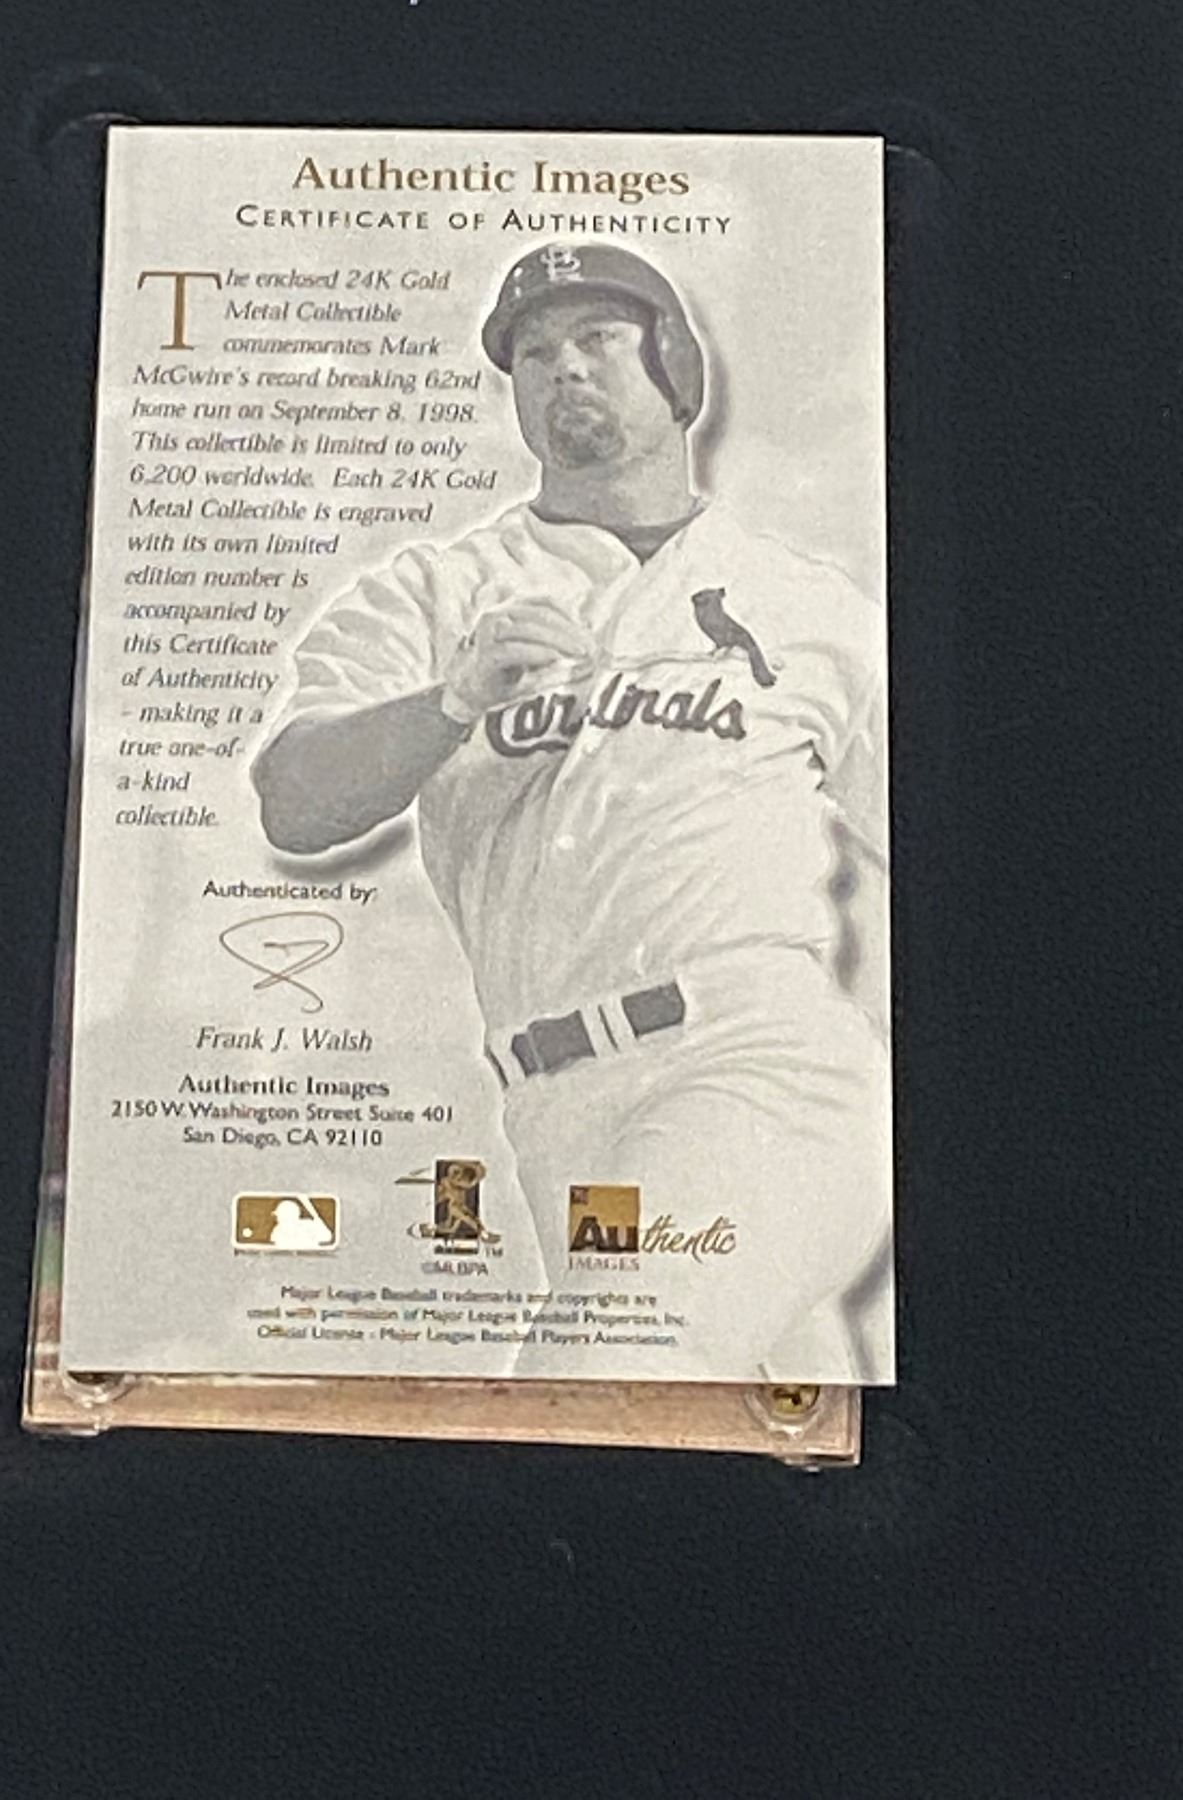 Authentic Images
CERTIFICATE OF AUTHENTICITY
The enclosed 24K Gold
Metal Collectible
commemorates Mark
McGwire's record breaking 62nd
home run on September 8, 1998.
This collectible is limited to only
6,200 worldwide. Each 24K Gold
Metal Collectible is engraved
with its own limited
edition number is
accompanied by
this Certificate
of Authenticity
- making it a
true one-of-
a-kind
collectible.
Cardinals
Authenticated by:
Frank J. Walsh
Authentic Images
2150 W. Washington Street Suite 401
San Diego, CA 92110
©MLBPA
Authentic
IMAGES
Major League Baseball trademarks and copyrights are
used with permission of Major League Baseball Properties, Inc.
Official License - Major League Baseball Players Association